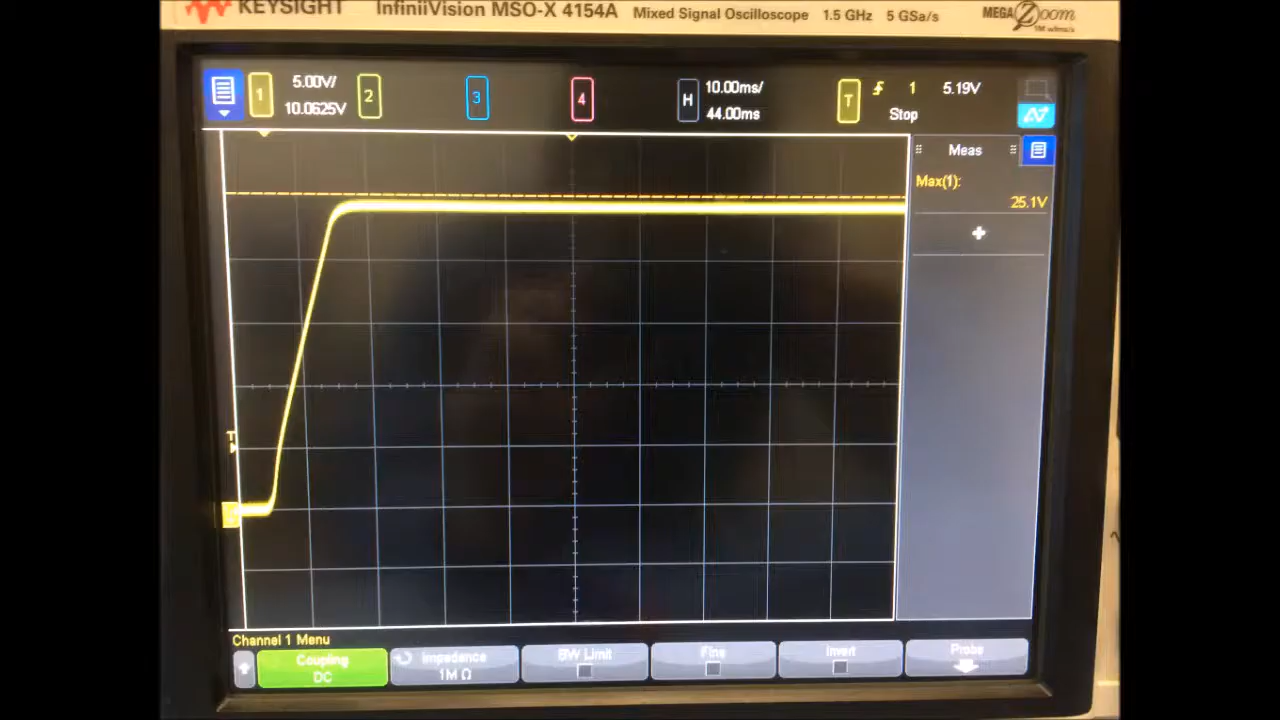 KEYSIGHT InfiniiVision MSO-X 4154A Mixed Signal Oscilloscope 1.5 GHz 5 GSa/s MEGA Zoom
1 5.00V/ 2 3 4 H 10.00ms/ T 1 5.19V
10.0625V 44.00ms Stop
Meas
Max(1):
25.1V
T
Channel 1 Menu
Coupling Impedance BW Limit Fine Invert Probe
DC 1M Ω